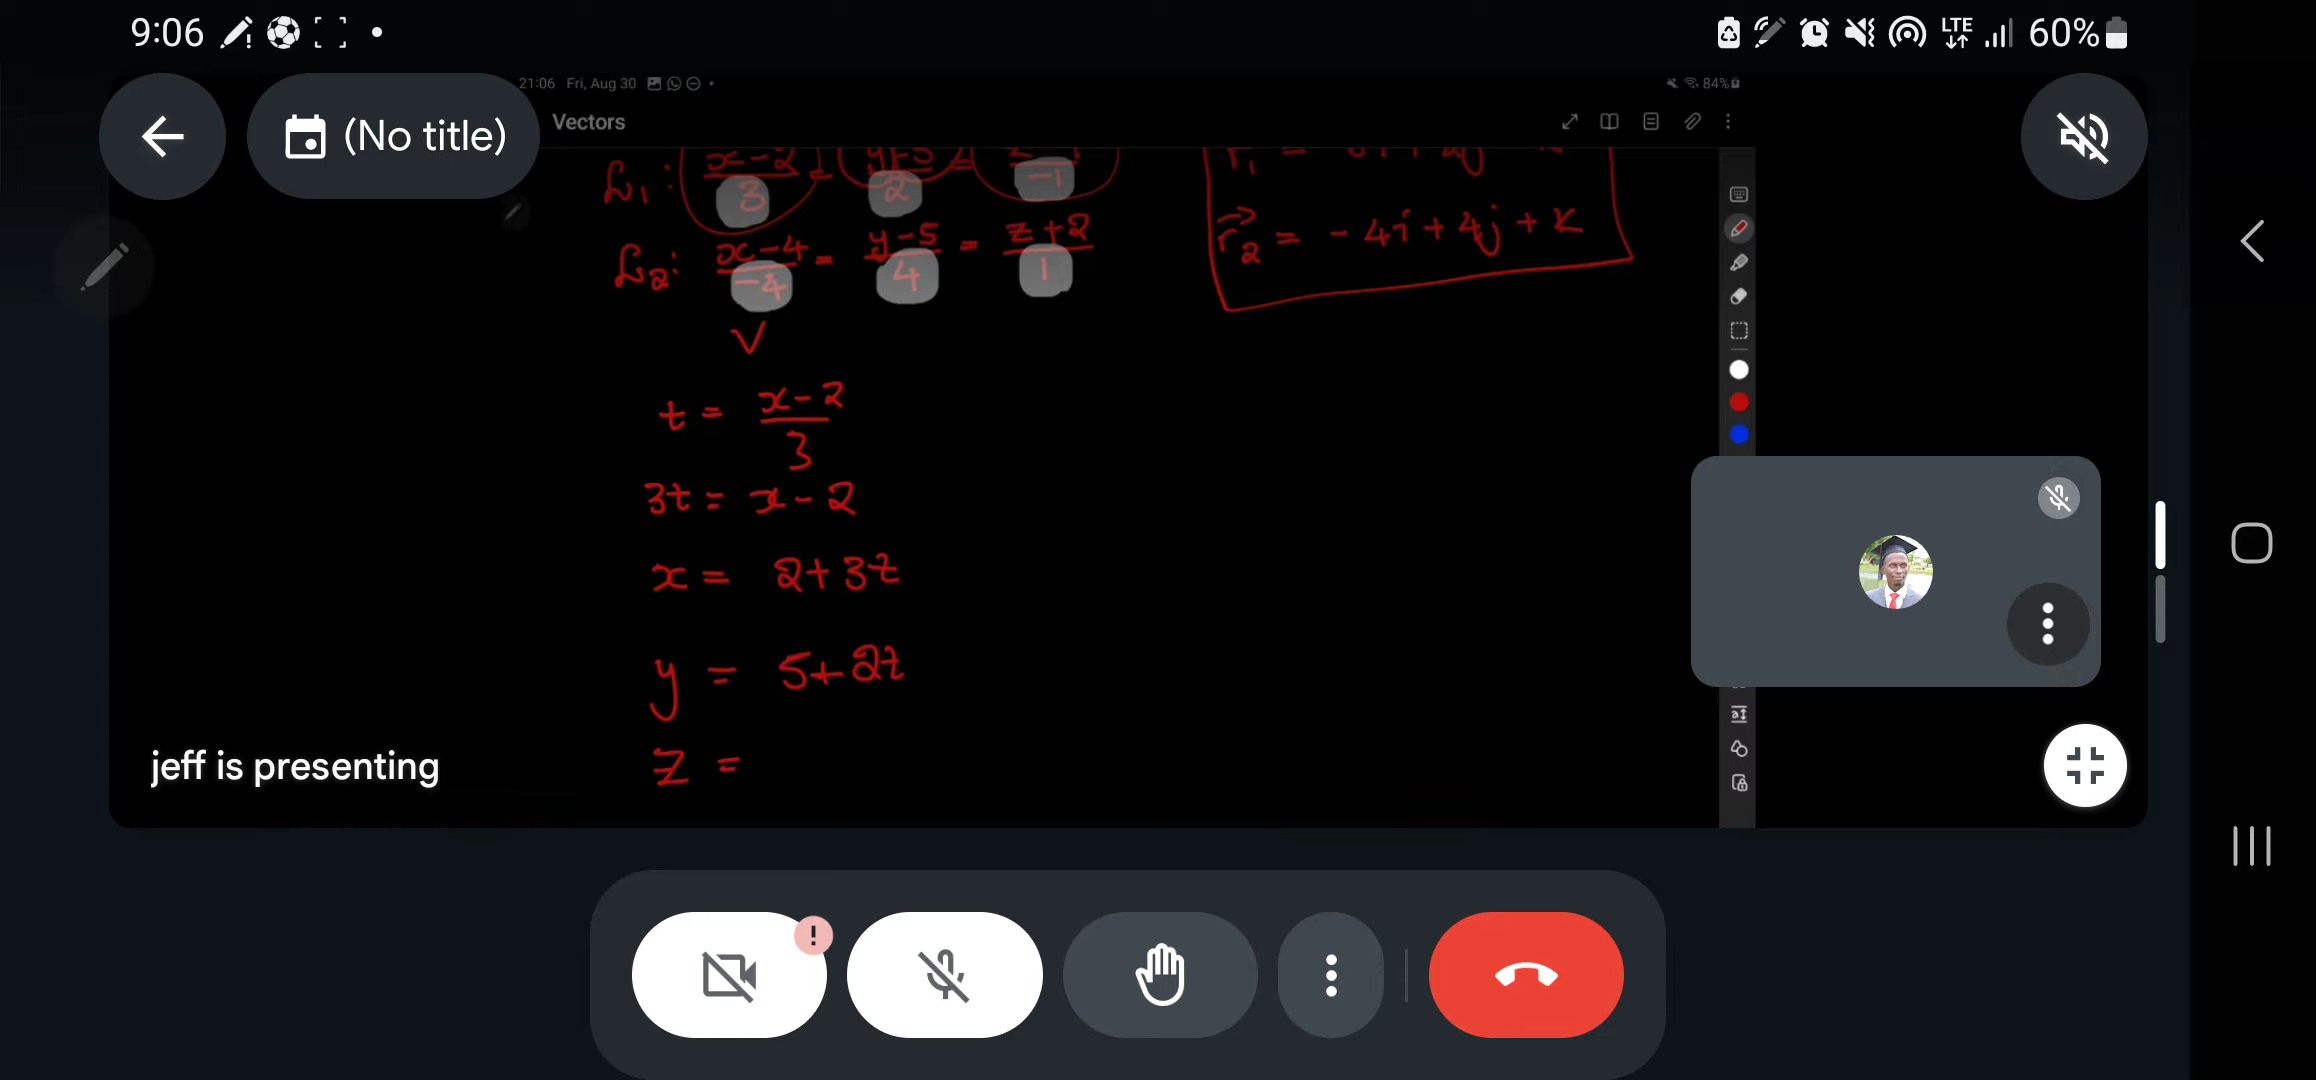 9:06
LTE 60%
(No title)
21:06 Fri, Aug 30
84%
Vectors
L₁: x-2/3 = /2 = /-1
r₂ = -4i + 4j + k
L₂: x-4/-4 = y-5/4 = z+2/1
V
t = x-2/3
3t = x-2
x = 2+3t
y = 5+2t
z =
jeff is presenting